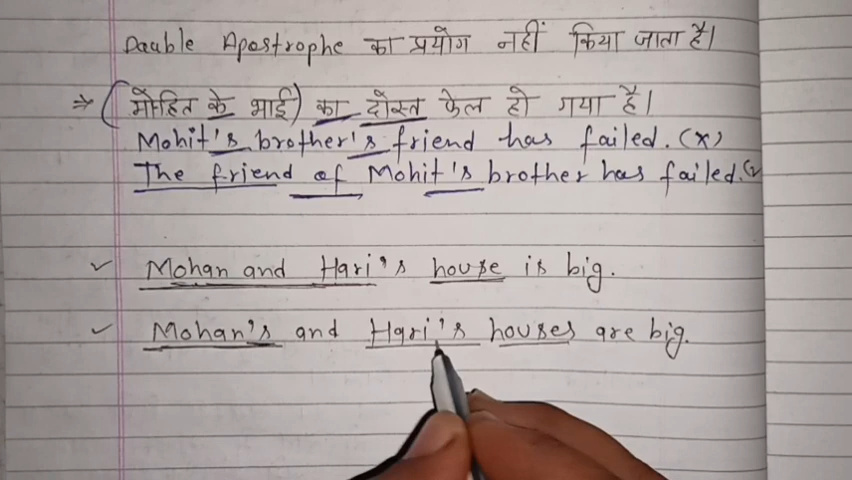 Double Apostrophe का प्रयोग नहीं किया जाता है।
⇒ (मोहित के भाई) का दोस्त फेल हो गया है।
Mohit's brother's friend has failed. (×)
The friend of Mohit's brother has failed. (✓
✓ Mohan and Hari's house is big.
✓ Mohan's and Hari's houses are big.